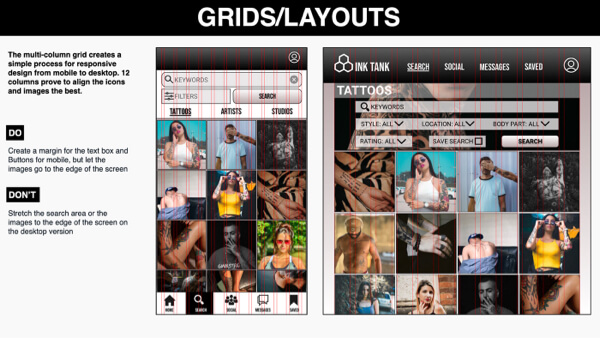 GRIDS/LAYOUTS
The multi-column grid creates a
simple process for responsive
design from mobile to desktop. 12
columns prove to align the icons
and images the best.
DO
Create a margin for the text box and
Buttons for mobile, but let the
images go to the edge of the screen
DON'T
Stretch the search area or the
images to the edge of the screen on
the desktop version
KEYWORDS
FILTERS
SEARCH
TATTOOS ARTISTS STUDIOS
HOME SEARCH SOCIAL MESSAGES SAVED
INK TANK SEARCH SOCIAL MESSAGES SAVED
TATTOOS
KEYWORDS
STYLE: ALL LOCATION: ALL BODY PART: ALL
RATING: ALL SAVE SEARCH SEARCH